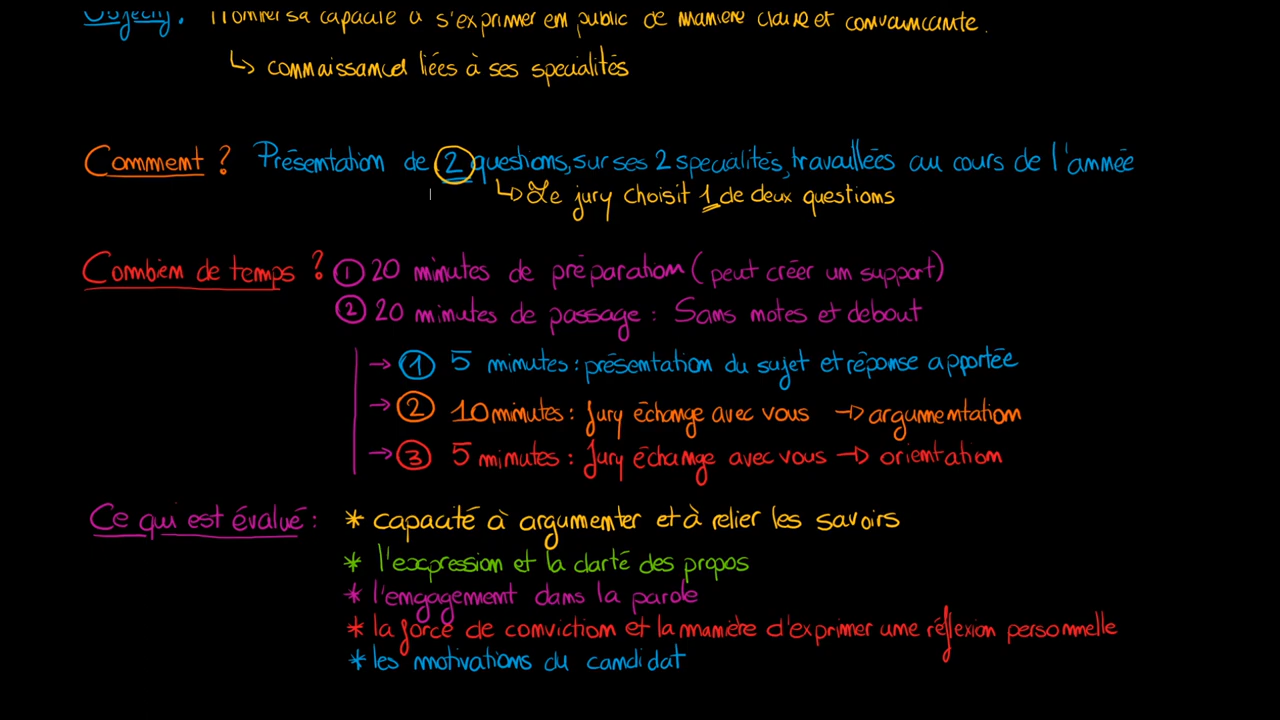 Objectif : Montrer sa capacité à s'exprimer en public de manière claire et convaincante.
↳ connaissances liées à ses spécialités
Comment ? Présentation de 2 questions, sur ses 2 spécialités, travaillées au cours de l'année
↳ Le jury choisit 1 de deux questions
Combien de temps ? ① 20 minutes de préparation (peut créer un support)
② 20 minutes de passage : Sans notes et debout
→ ① 5 minutes : présentation du sujet et réponse apportée
→ ② 10 minutes : Jury échange avec vous → argumentation
→ ③ 5 minutes : Jury échange avec vous → orientation
Ce qui est évalué : * capacité à argumenter et à relier les savoirs
* l'expression et la clarté des propos
* l'engagement dans la parole
* la force de conviction et la manière d'exprimer une réflexion personnelle
* les motivations du candidat